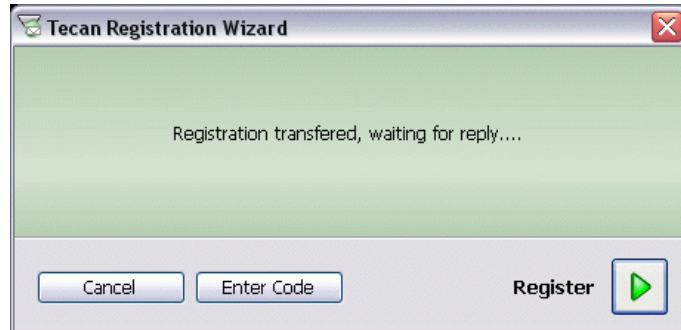 Tecan Registration Wizard
Registration transfered, waiting for reply....
Cancel Enter Code Register